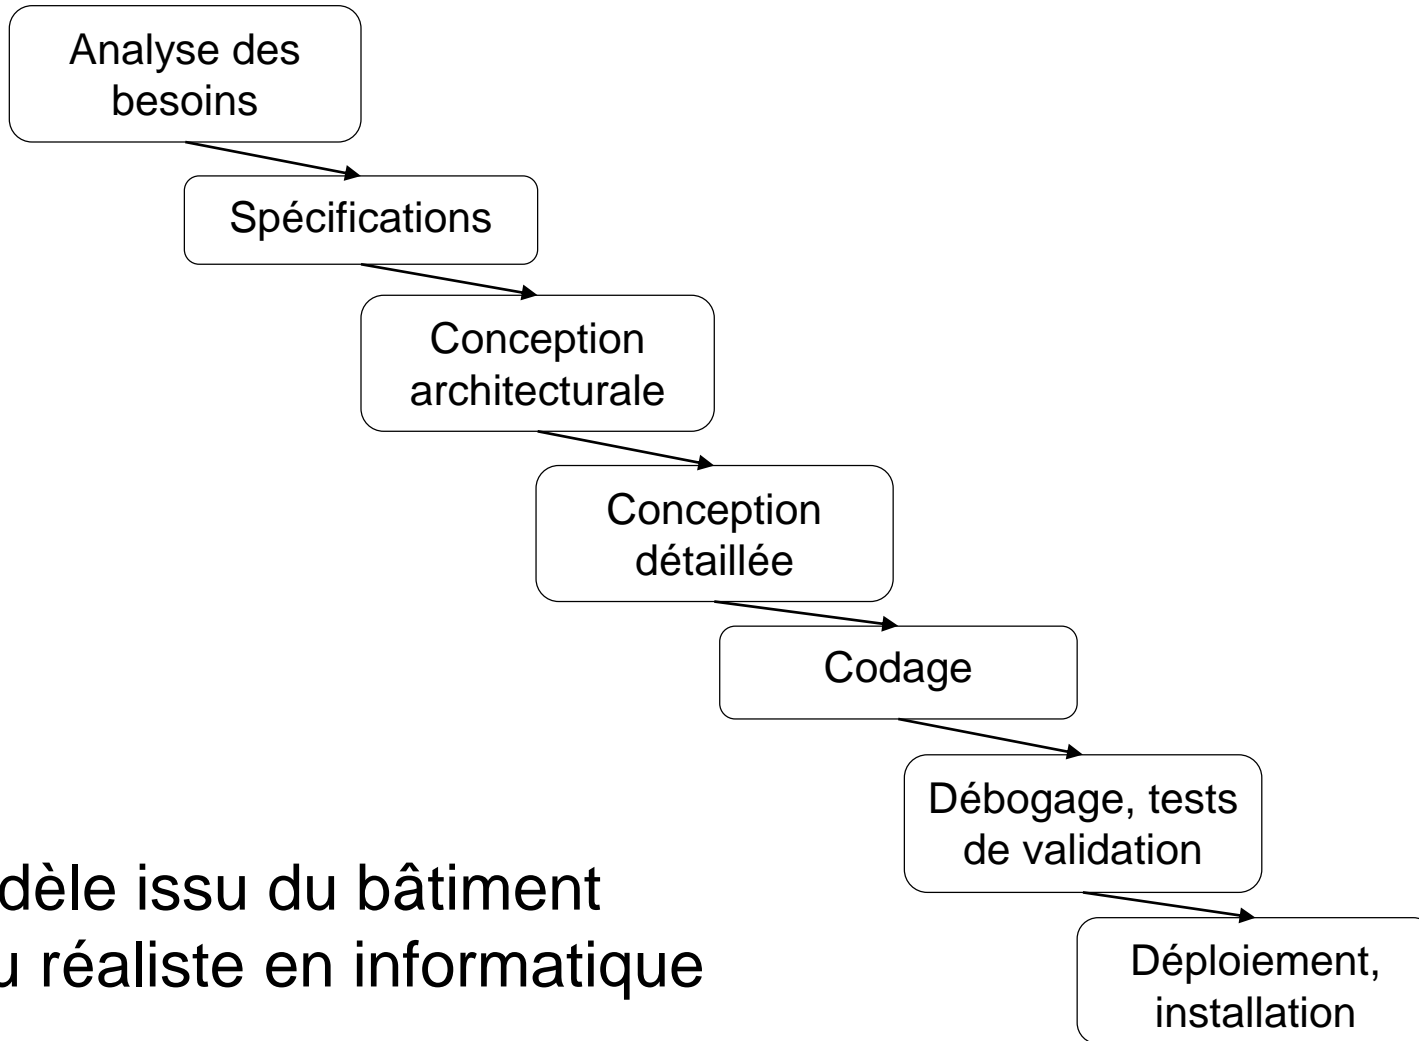 Analyse des
besoins
Spécifications
Conception
architecturale
Conception
détaillée
Codage
Débogage, tests
de validation
Déploiement,
installation
dèle issu du bâtiment
u réaliste en informatique